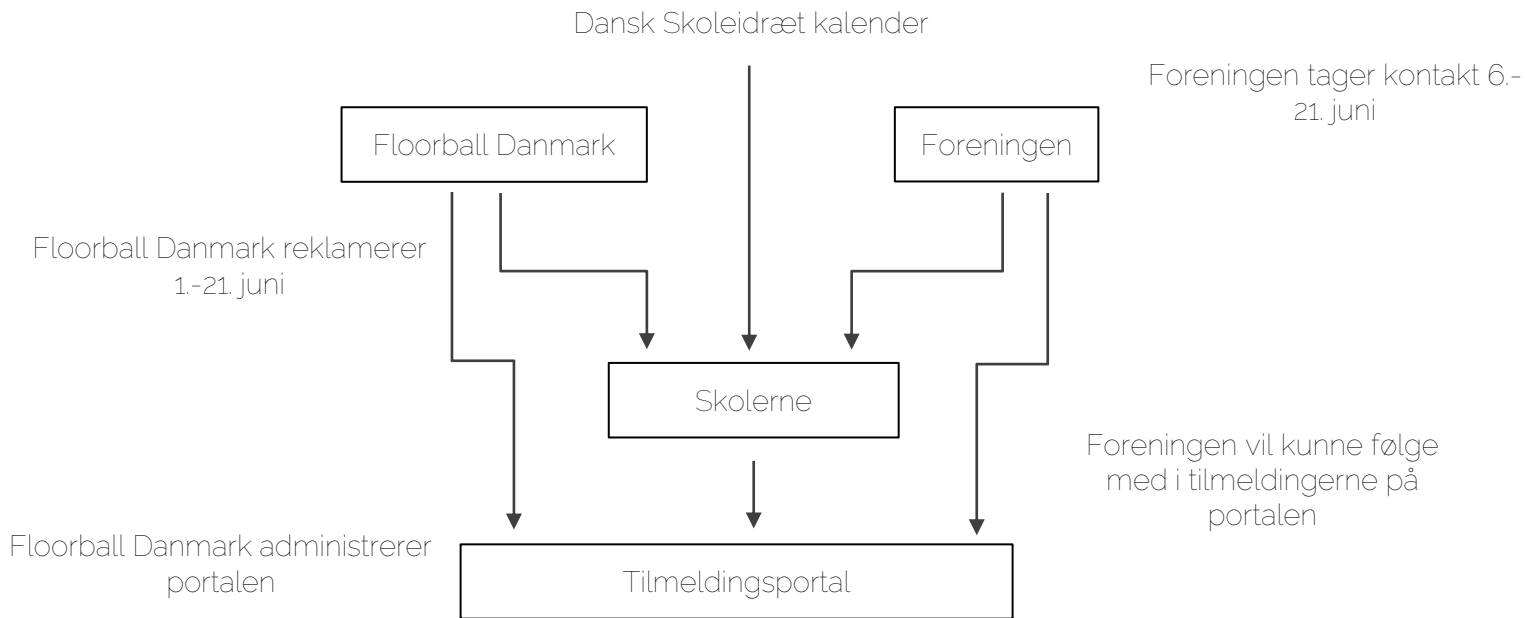 Dansk Skoleidræt kalender
Foreningen tager kontakt 6.-
21. juni
Floorball Danmark
Foreningen
Floorball Danmark reklamerer
1.-21. juni
Skolerne
Foreningen vil kunne følge
med i tilmeldingerne på
portalen
Floorball Danmark administrerer
portalen
Tilmeldingsportal